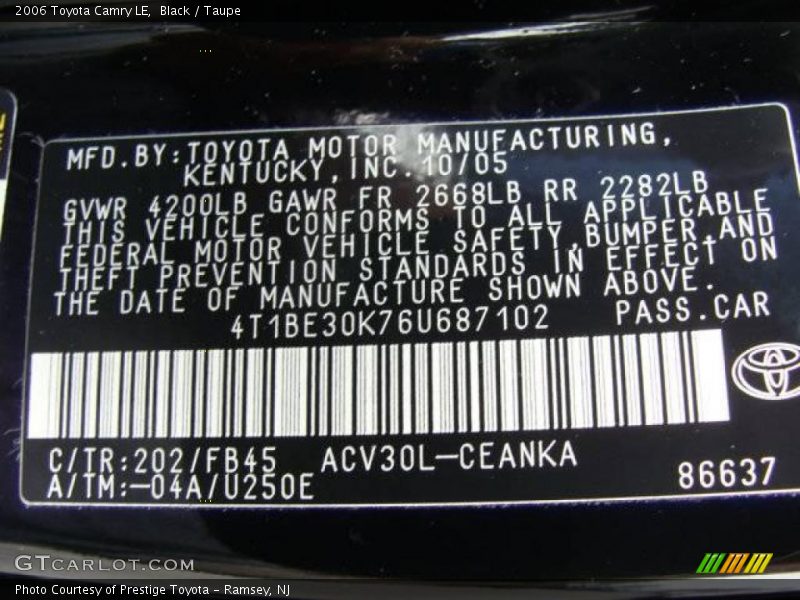 2006 Toyota Camry LE,  Black / Taupe
MFD.BY:TOYOTA MOTOR MANUFACTURING,
KENTUCKY,INC.10/05
GVWR 4200LB GAWR FR 2668LB RR 2282LB
THIS VEHICLE CONFORMS TO ALL APPLICABLE
FEDERAL MOTOR VEHICLE SAFETY,BUMPER,AND
THEFT PREVENTION STANDARDS IN EFFECT ON
THE DATE OF MANUFACTURE SHOWN ABOVE.
4T1BE30K76U687102 PASS.CAR
C/TR:202/FB45 ACV30L-CEANKA
A/TM:-04A/U250E
86637
GTCARLOT.COM
Photo Courtesy of Prestige Toyota - Ramsey, NJ